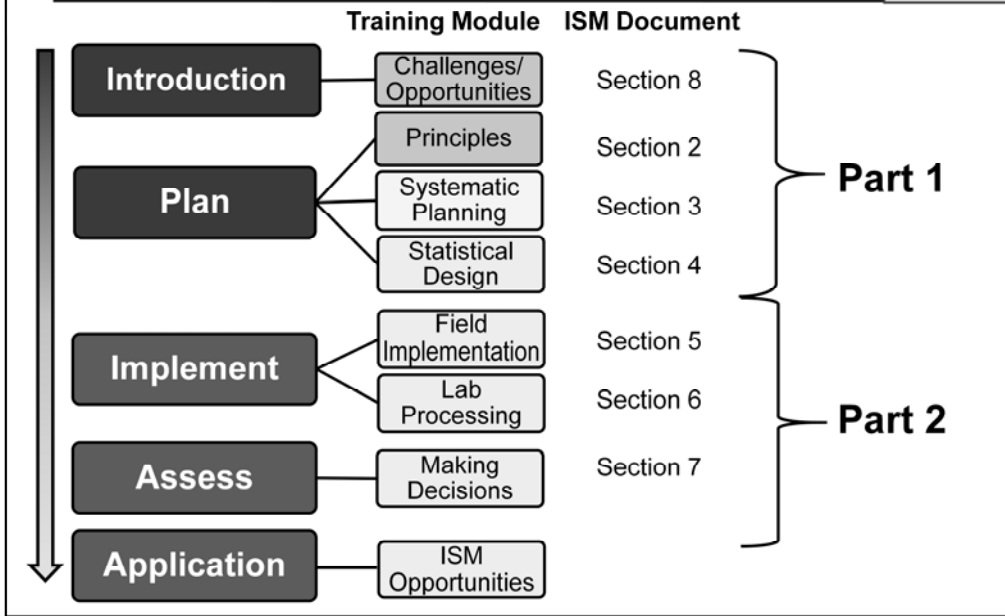 Training Module ISM Document
Introduction
Challenges/
Opportunities
Section 8
Principles
Section 2
Plan
Systematic
Planning
Section 3
Statistical
Design
Section 4
Part 1
Field
Implementation
Section 5
Implement
Lab
Processing
Section 6
Part 2
Assess
Making
Decisions
Section 7
Application
ISM
Opportunities